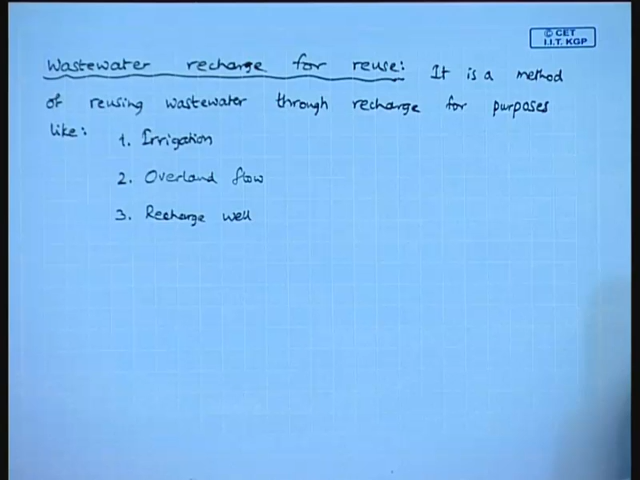 © CET
I.I.T. KGP
Wastewater recharge for reuse: It is a method
of reusing wastewater through recharge for purposes
like:
1. Irrigation
2. Overland flow
3. Recharge well